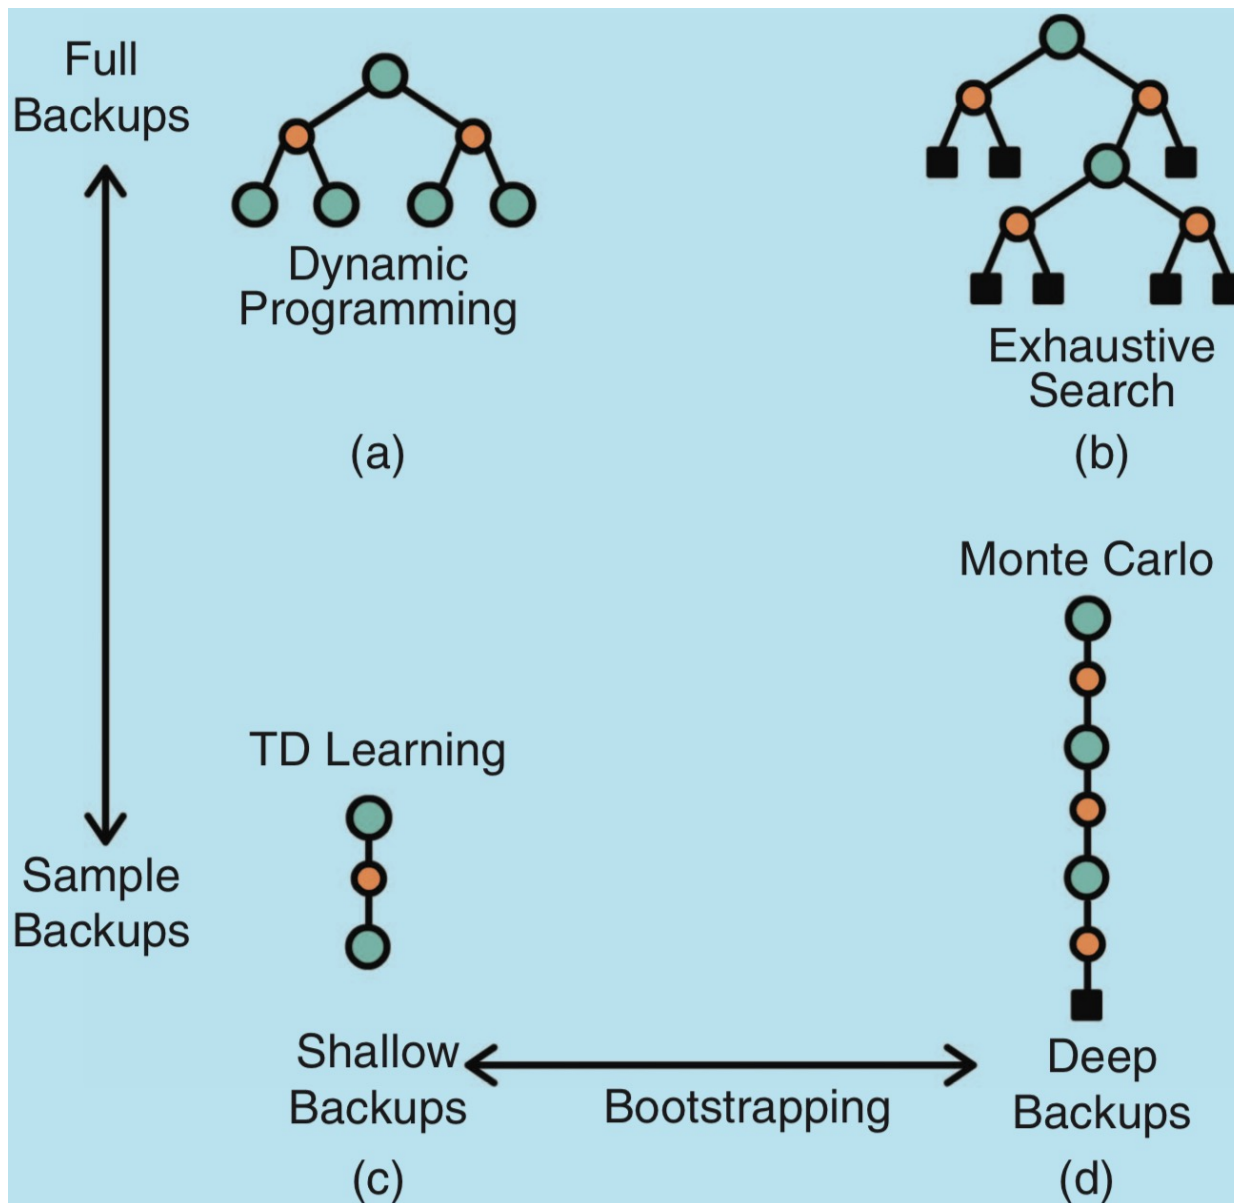 Full
Backups
Dynamic
Programming
(a)
Exhaustive
Search
(b)
Monte Carlo
TD Learning
Sample
Backups
Shallow
Backups
Bootstrapping
Deep
Backups
(c)
(d)